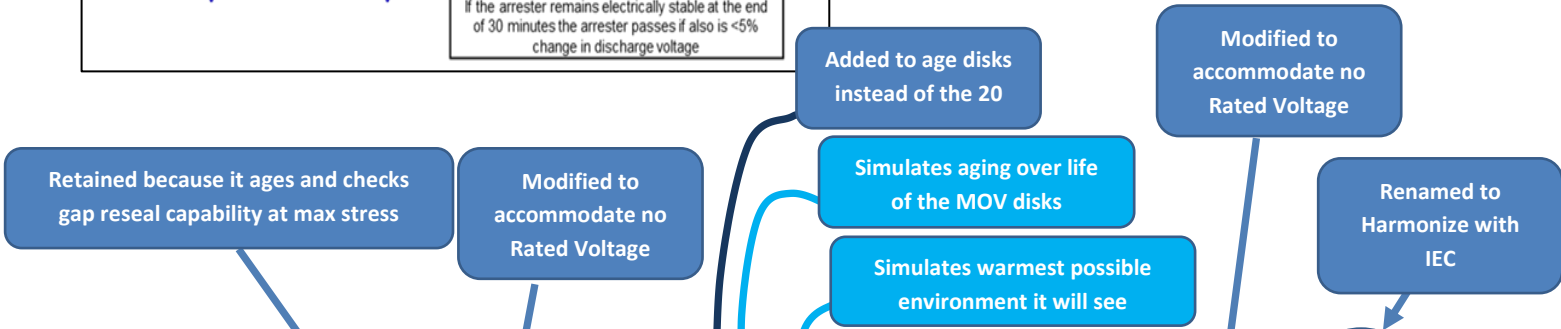 If the arrester remains electrically stable at the end
of 30 minutes the arrester passes if also is <5%
change in discharge voltage
Added to age disks
instead of the 20
Modified to
accommodate no
Rated Voltage
Simulates aging over life
of the MOV disks
Retained because it ages and checks
gap reseal capability at max stress
Modified to
accommodate no
Rated Voltage
Renamed to
Harmonize with
IEC
Simulates warmest possible
environment it will see